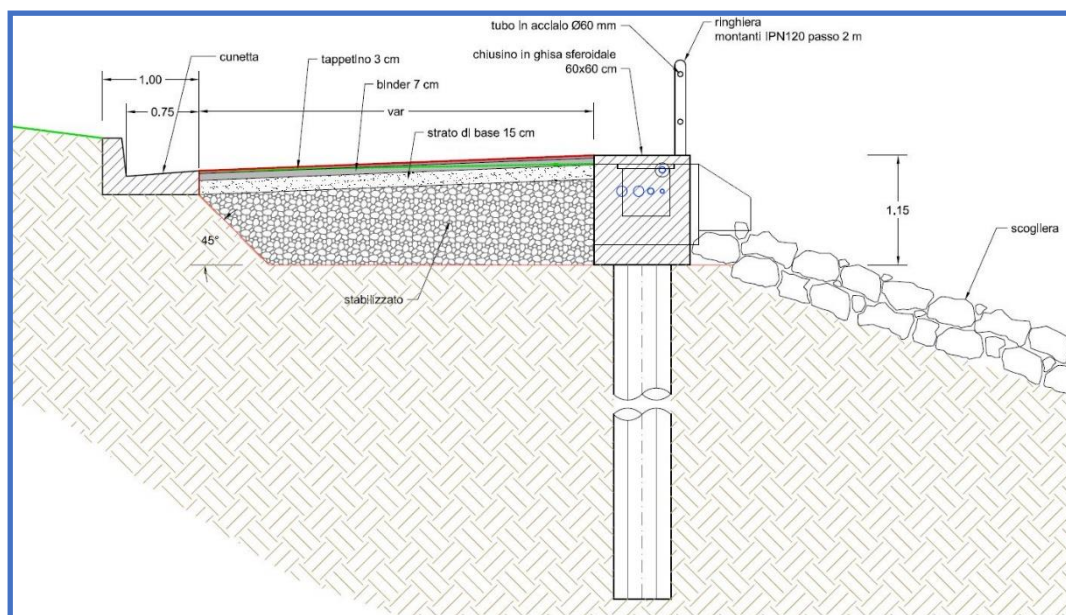 tubo in acciaio Ø60 mm
ringhiera
montanti IPN120 passo 2 m
cunetta
tappetino 3 cm
chiusino in ghisa sferoidale
60x60 cm
1.00
binder 7 cm
0.75
var
strato di base 15 cm
1.15
scogliera
45°
stabilizzato